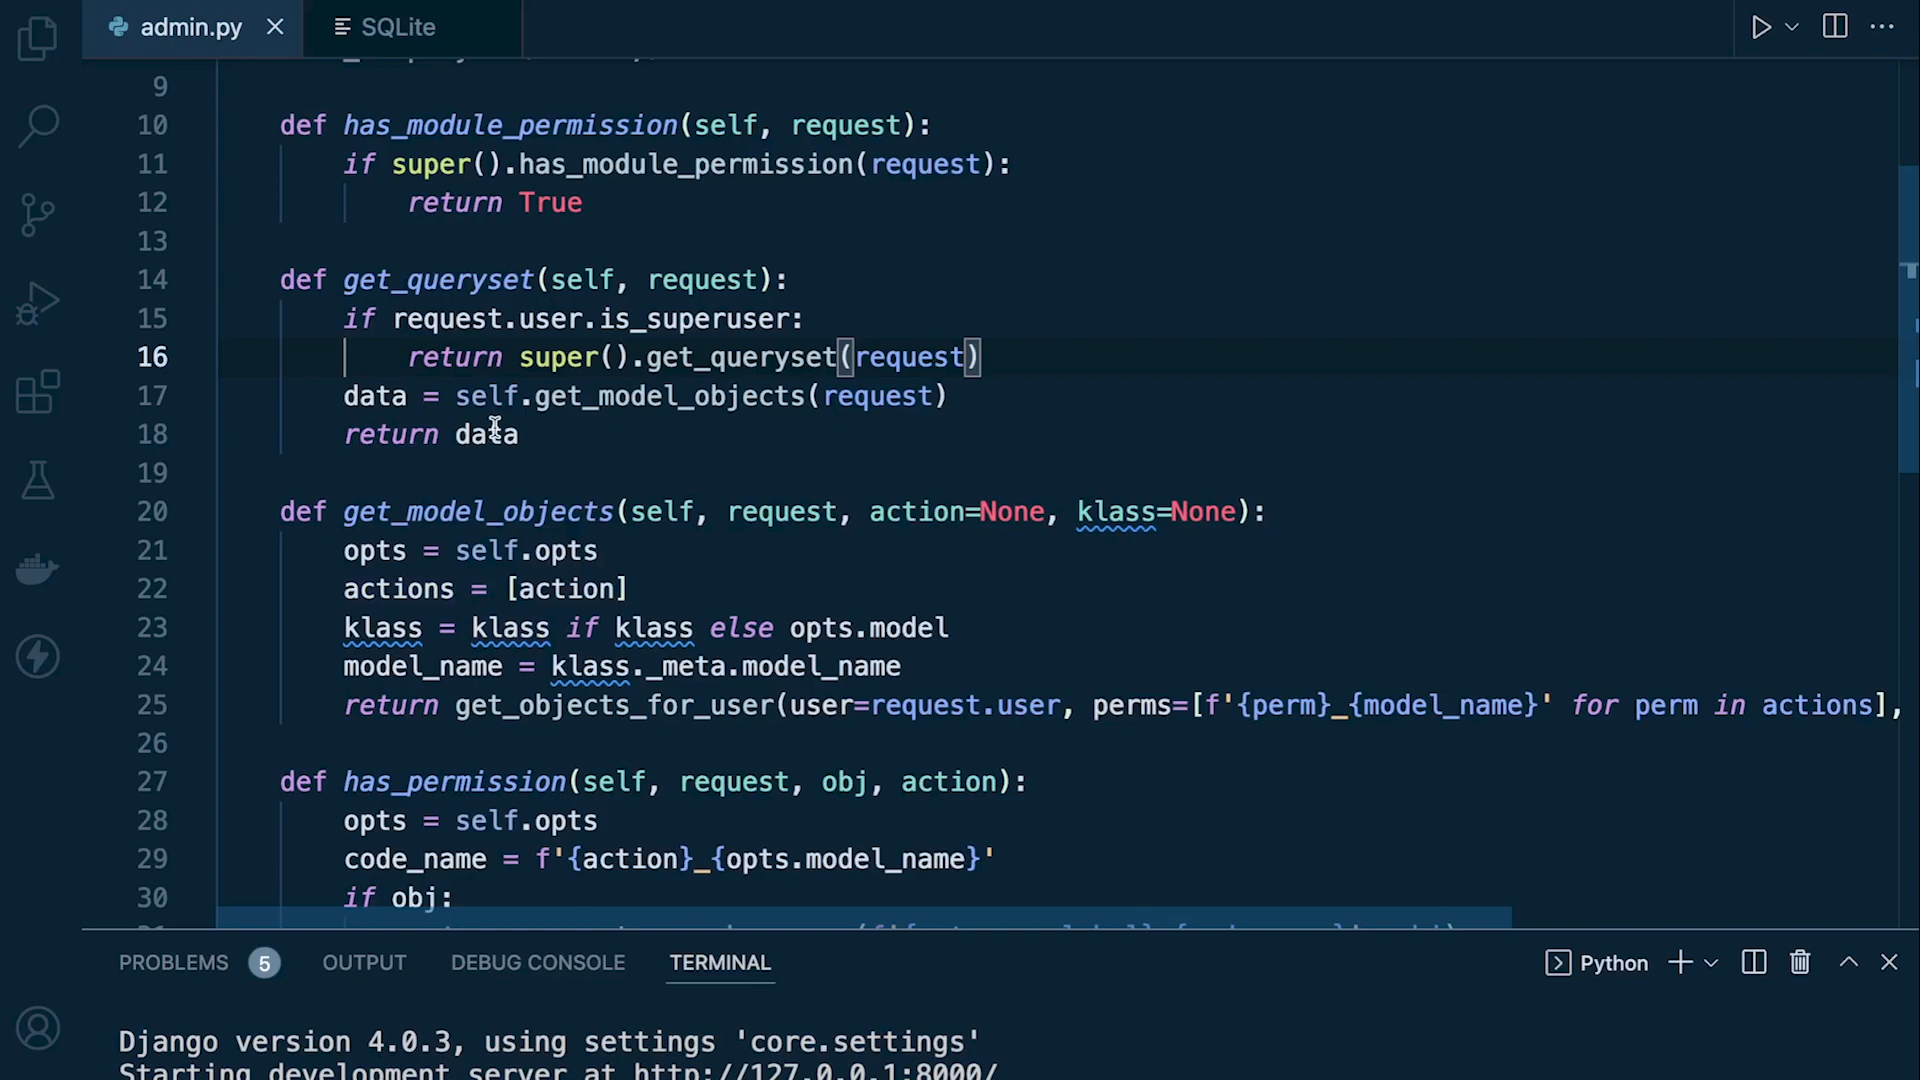 admin.py
SQLite
9
10 def has_module_permission(self, request):
11 if super().has_module_permission(request):
12 return True
13
14 def get_queryset(self, request):
15 if request.user.is_superuser:
16 return super().get_queryset(request)
17 data = self.get_model_objects(request)
18 return data
19
20 def get_model_objects(self, request, action=None, klass=None):
21 opts = self.opts
22 actions = [action]
23 klass = klass if klass else opts.model
24 model_name = klass._meta.model_name
25 return get_objects_for_user(user=request.user, perms=[f'{perm}_{model_name}' for perm in actions],
26
27 def has_permission(self, request, obj, action):
28 opts = self.opts
29 code_name = f'{action}_{opts.model_name}'
30 if obj:
PROBLEMS 5 OUTPUT DEBUG CONSOLE TERMINAL Python
Django version 4.0.3, using settings 'core.settings'
Starting development server at http://127.0.0.1:8000/